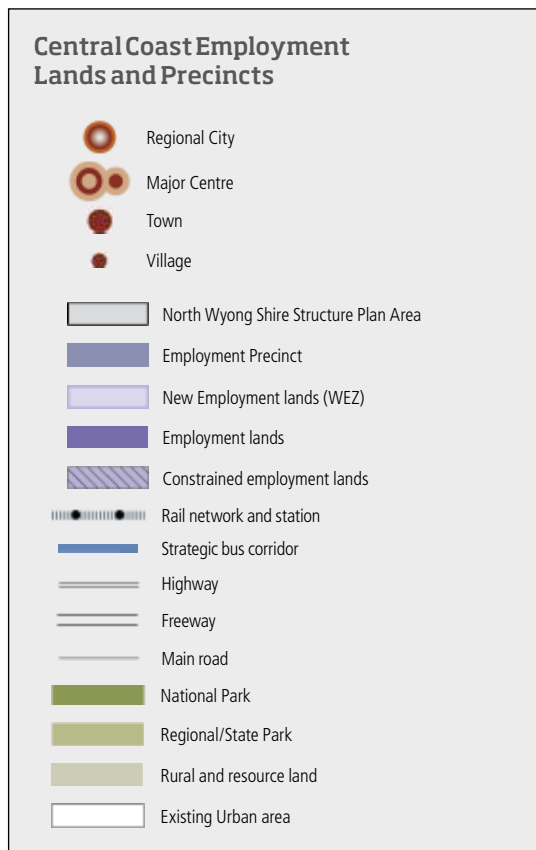 Central Coast Employment
Lands and Precincts
Regional City
Major Centre
Town
Village
North Wyong Shire Structure Plan Area
Employment Precinct
New Employment lands (WEZ)
Employment lands
Constrained employment lands
Rail network and station
Strategic bus corridor
Highway
Freeway
Main road
National Park
Regional/State Park
Rural and resource land
Existing Urban area